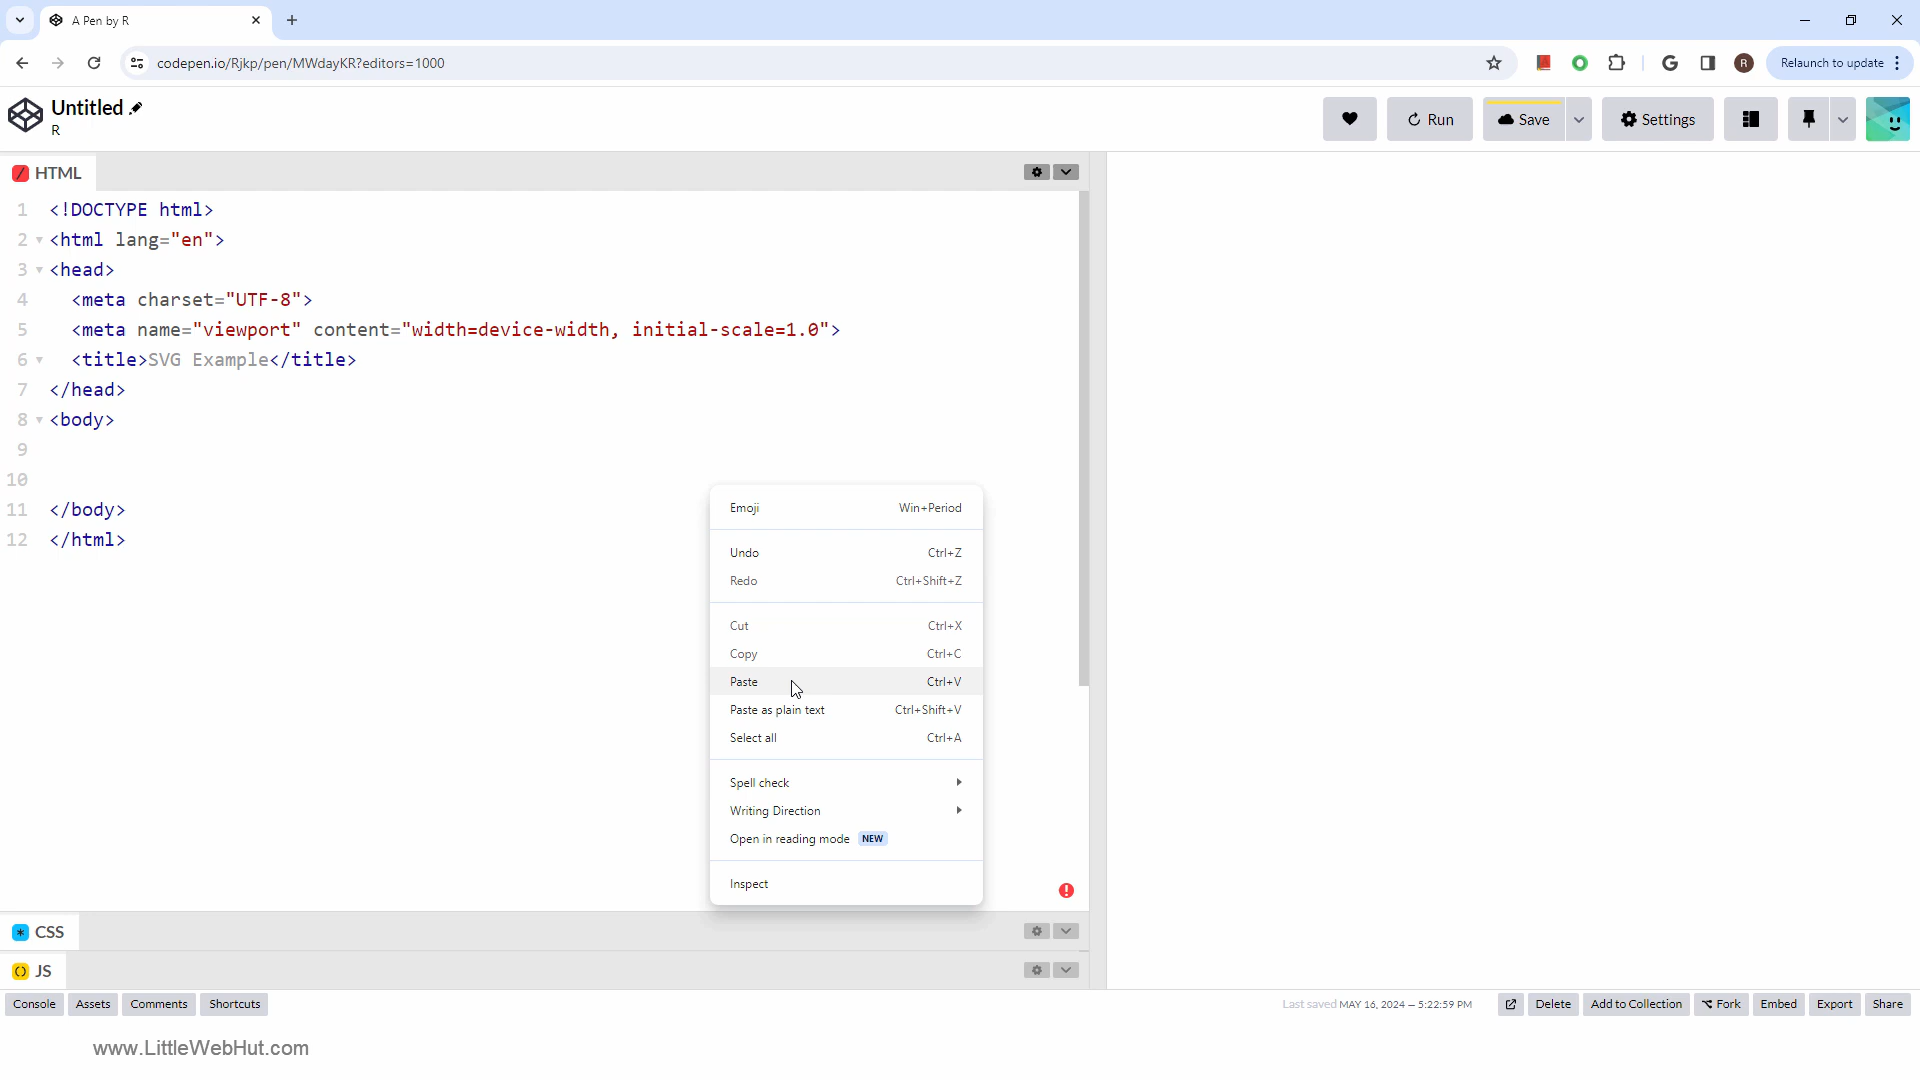 A Pen by R
codepen.io/Rjkp/pen/MWdayKR?editors=1000
R
Relaunch to update
Untitled
R
Run
Save
Settings
HTML
1 <!DOCTYPE html>
2 <html lang="en">
3 <head>
4 <meta charset="UTF-8">
5 <meta name="viewport" content="width=device-width, initial-scale=1.0">
6 <title>SVG Example</title>
7 </head>
8 <body>
9
10
11 </body>
12 </html>
Emoji Win+Period
Undo Ctrl+Z
Redo Ctrl+Shift+Z
Cut Ctrl+X
Copy Ctrl+C
Paste Ctrl+V
Paste as plain text Ctrl+Shift+V
Select all Ctrl+A
Spell check
Writing Direction
Open in reading mode NEW
Inspect
CSS
JS
Console Assets Comments Shortcuts
Last saved MAY 16, 2024 — 5:22:59 PM
Delete Add to Collection Fork Embed Export Share
www.LittleWebHut.com